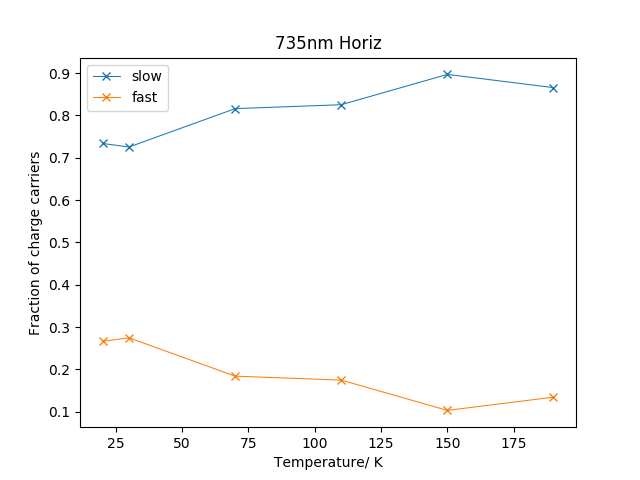 735nm Horiz
slow
fast
Fraction of charge carriers
0.9
0.8
0.7
0.6
0.5
0.4
0.3
0.2
0.1
25 50 75 100 125 150 175
Temperature/ K